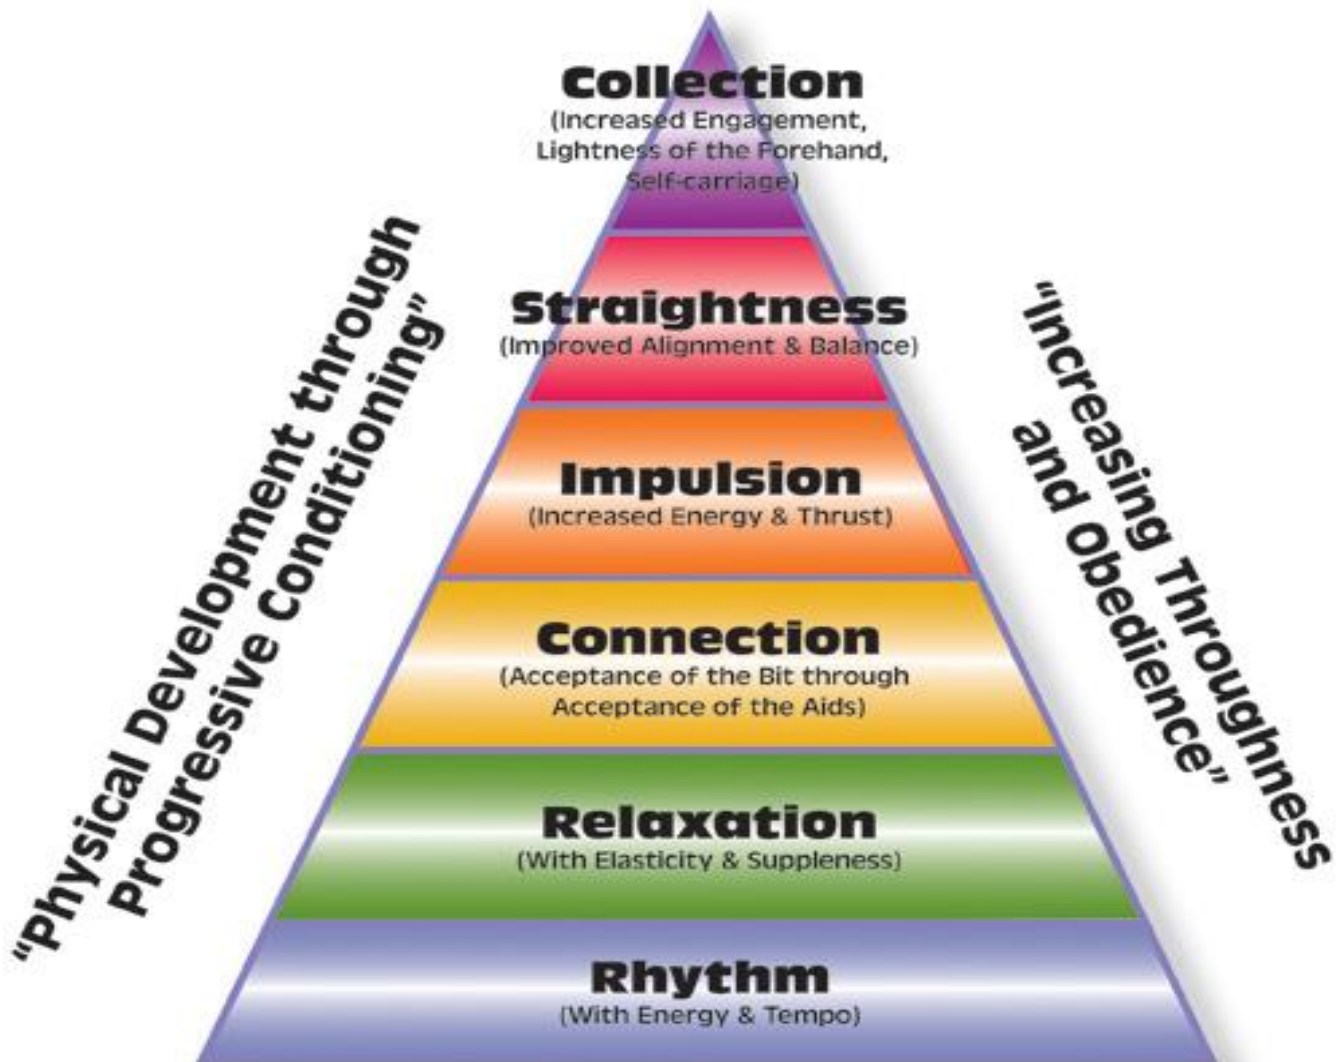 Collection
(Increased Engagement,
Lightness of the Forehand,
Self-carriage)
Straightness
(Improved Alignment & Balance)
Impulsion
(Increased Energy & Thrust)
Connection
(Acceptance of the Bit through
Acceptance of the Aids)
Relaxation
(With Elasticity & Suppleness)
Rhythm
(With Energy & Tempo)
“Physical Development through
Progressive Conditioning”
“Increasing Throughness
and Obedience”